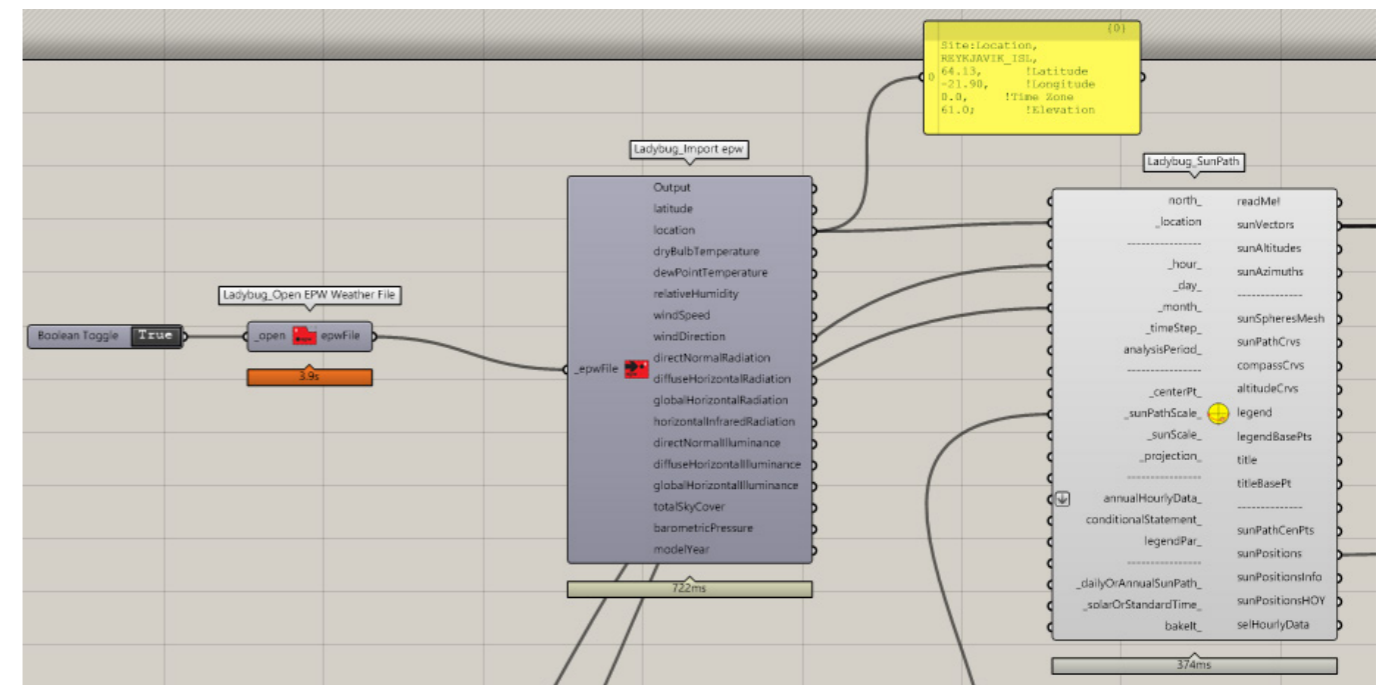 {0}
Site:Location,
REYKJAVIK_ISL,
0 64.13, !Latitude
-21.90, !Longitude
0.0, !Time Zone
61.0; !Elevation
Ladybug_Import epw
Output
latitude
location
dryBulbTemperature
dewPointTemperature
relativeHumidity
windSpeed
windDirection
directNormalRadiation
_epwFile
diffuseHorizontalRadiation
globalHorizontalRadiation
horizontalInfraredRadiation
directNormalIlluminance
diffuseHorizontalIlluminance
globalHorizontalIlluminance
totalSkyCover
barometricPressure
modelYear
722ms
Ladybug_Open EPW Weather File
Boolean Toggle True
_open epwFile
3.9s
Ladybug_SunPath
north_ readMe!
_location sunVectors
---------------- sunAltitudes
_hour_ sunAzimuths
_day_ --------------
_month_ sunSpheresMesh
_timeStep_ sunPathCrvs
analysisPeriod_ compassCrvs
---------------- altitudeCrvs
_centerPt_ legend
_sunPathScale_ legendBasePts
_sunScale_ title
_projection_ titleBasePt
---------------- --------------
annualHourlyData_ sunPathCenPts
conditionalStatement_ sunPositions
legendPar_ sunPositionsInfo
---------------- sunPositionsHOY
_dailyOrAnnualSunPath_ selHourlyData
_solarOrStandardTime_
bakeIt_
374ms